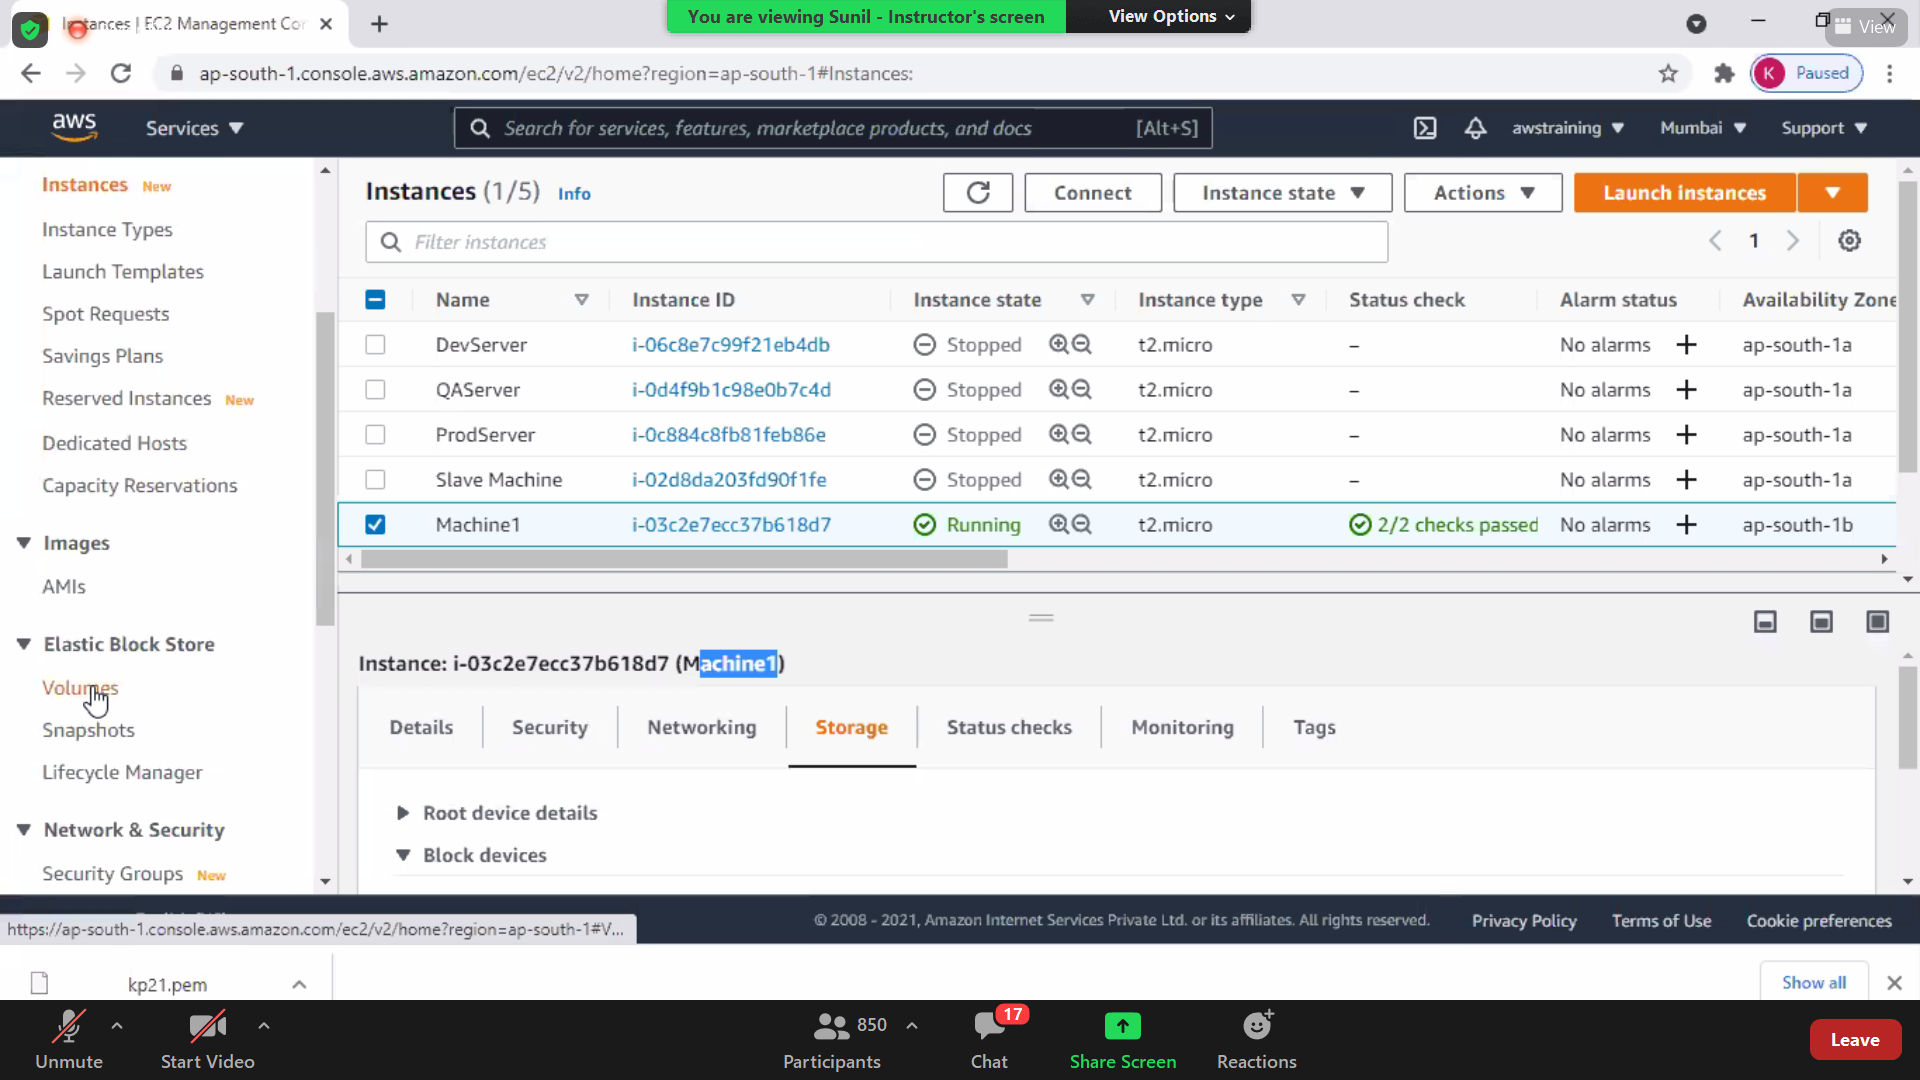 Instances | EC2 Management Cor
You are viewing Sunil - Instructor's screen
View Options
View
ap-south-1.console.aws.amazon.com/ec2/v2/home?region=ap-south-1#Instances:
K
Paused
aws
Services
Search for services, features, marketplace products, and docs
[Alt+S]
awstraining
Mumbai
Support
Instances New
Instance Types
Launch Templates
Spot Requests
Savings Plans
Reserved Instances New
Dedicated Hosts
Capacity Reservations
Images
AMIs
Elastic Block Store
Volumes
Snapshots
Lifecycle Manager
Network & Security
Security Groups New
Instances (1/5) Info
Connect
Instance state
Actions
Launch instances
Filter instances
1
Name Instance ID Instance state Instance type Status check Alarm status Availability Zone
DevServer i-06c8e7c99f21eb4db Stopped t2.micro – No alarms + ap-south-1a
QAServer i-0d4f9b1c98e0b7c4d Stopped t2.micro – No alarms + ap-south-1a
ProdServer i-0c884c8fb81feb86e Stopped t2.micro – No alarms + ap-south-1a
Slave Machine i-02d8da203fd90f1fe Stopped t2.micro – No alarms + ap-south-1a
Machine1 i-03c2e7ecc37b618d7 Running t2.micro 2/2 checks passed No alarms + ap-south-1b
Instance: i-03c2e7ecc37b618d7 (Machine1)
Details
Security
Networking
Storage
Status checks
Monitoring
Tags
Root device details
Block devices
https://ap-south-1.console.aws.amazon.com/ec2/v2/home?region=ap-south-1#V...
© 2008 - 2021, Amazon Internet Services Private Ltd. or its affiliates. All rights reserved.
Privacy Policy
Terms of Use
Cookie preferences
kp21.pem
Show all
Unmute
Start Video
850
Participants
17
Chat
Share Screen
Reactions
Leave